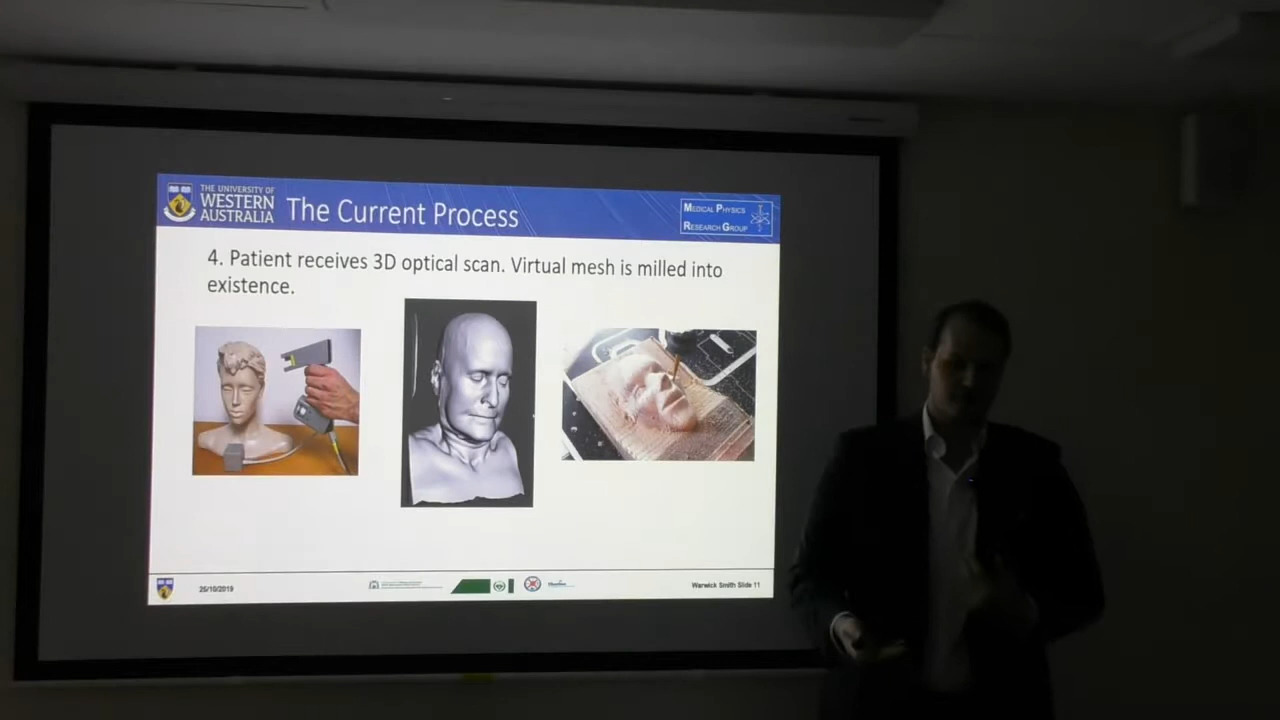 THE UNIVERSITY OF
WESTERN
AUSTRALIA
The Current Process
MEDICAL PHYSICS
RESEARCH GROUP
4. Patient receives 3D optical scan. Virtual mesh is milled into
existence.
25/10/2019
Warwick Smith Slide 11